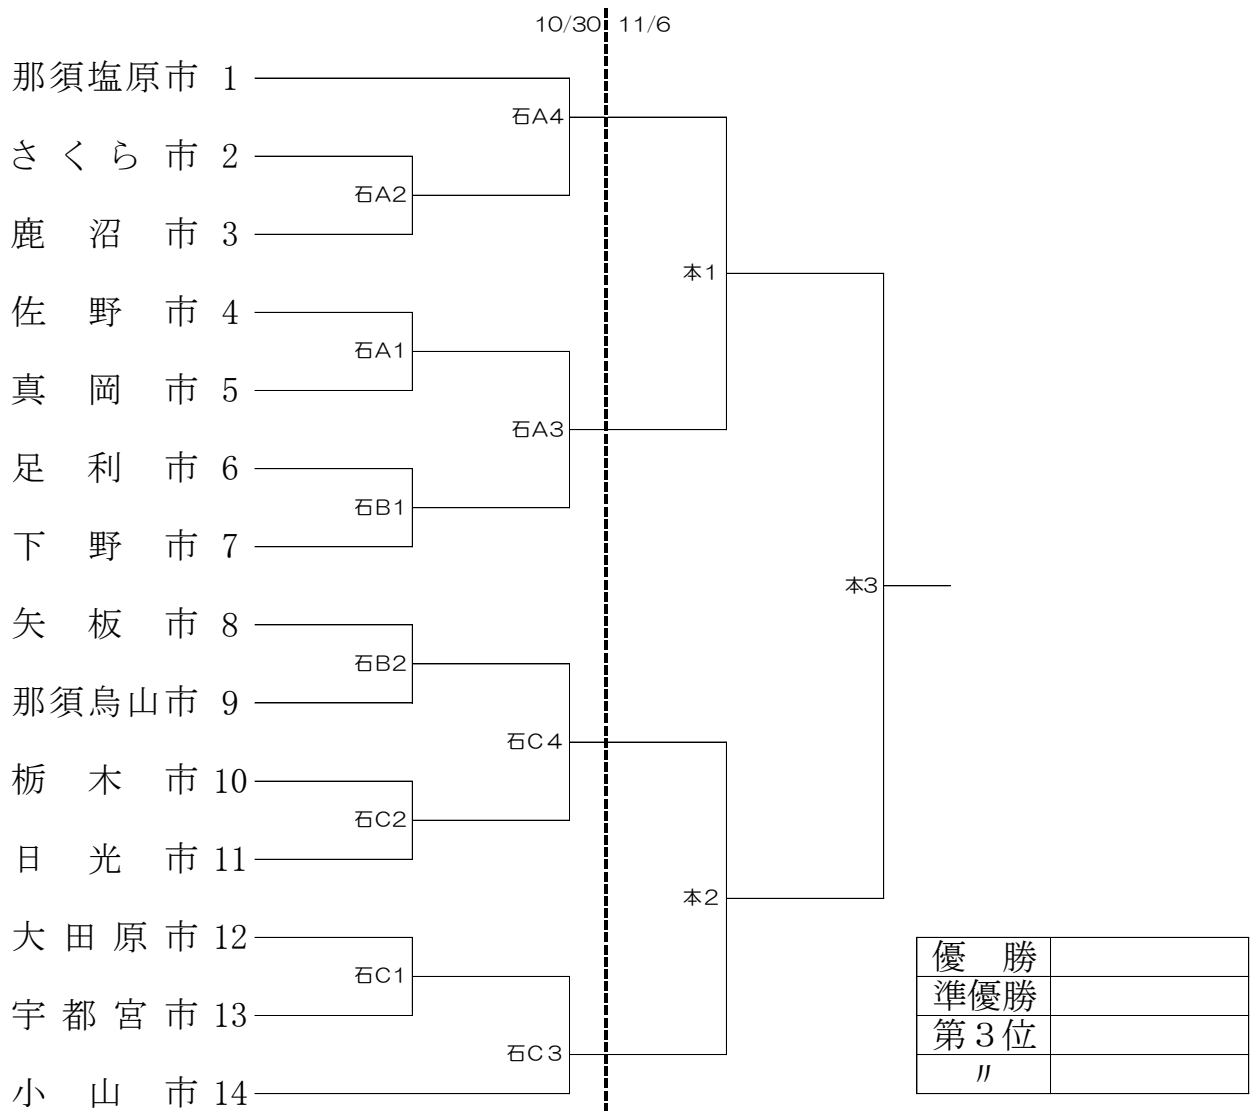 10/30 11/6
那須塩原市 1
石A4
さくら市 2
石A2
鹿沼市 3
本1
佐野市 4
石A1
真岡市 5
石A3
足利市 6
石B1
下野市 7
本3
矢板市 8
石B2
那須烏山市 9
石C4
栃木市 10
石C2
日光市 11
本2
大田原市 12
石C1
宇都宮市 13
石C3
小山市 14
優勝
準優勝
第3位
〃